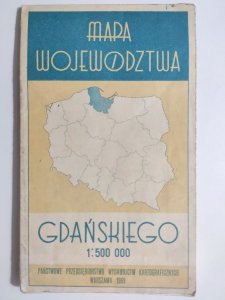 MAPA
WOJEWÓDZTWA
GDAŃSKIEGO
1:500 000
PAŃSTWOWE PRZEDSIĘBIORSTWO WYDAWNICTW KARTOGRAFICZNYCH
WARSZAWA